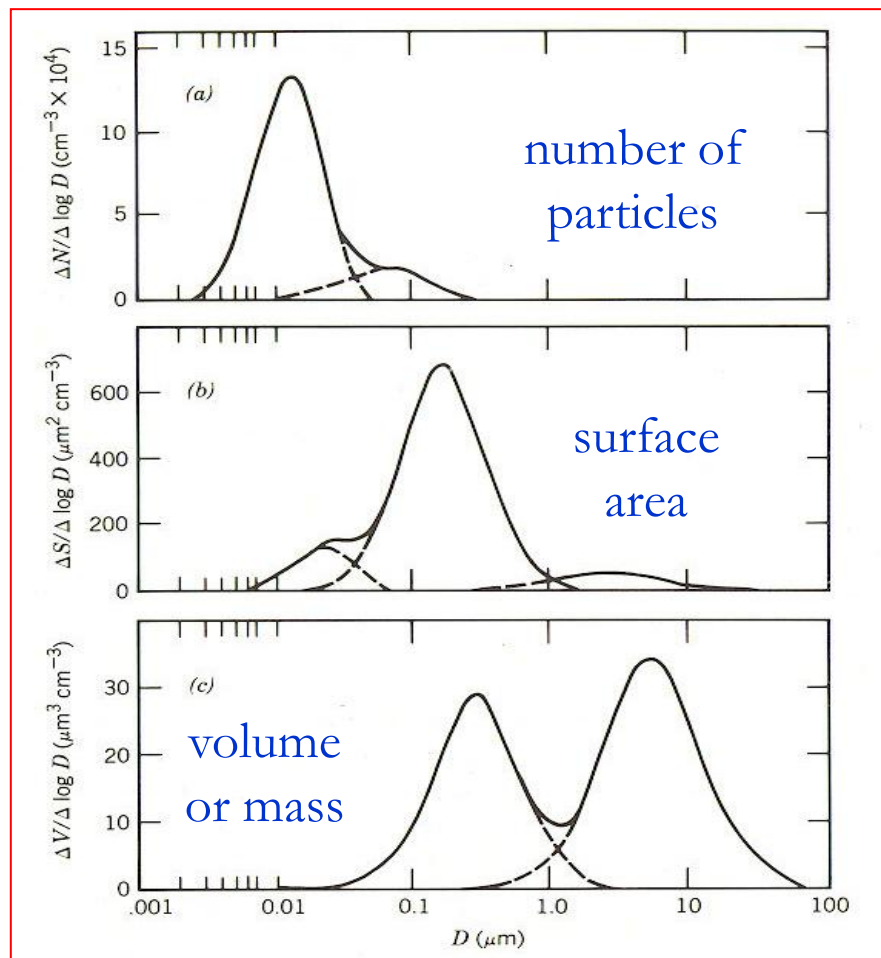 15
10
5
0
ΔN/Δ log D (cm⁻³ × 10⁴)
(a)
number of
particles
600
400
200
0
ΔS/Δ log D (μm² cm⁻³)
(b)
surface
area
30
20
10
0
ΔV/Δ log D (μm³ cm⁻³)
(c)
volume
or mass
.001 0.01 0.1 1.0 10 100
D (μm)